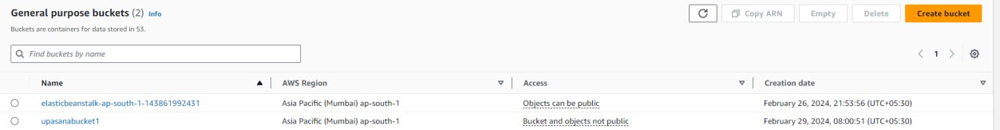 General purpose buckets (2) Info
Copy ARN Empty Delete Create bucket
Buckets are containers for data stored in S3.
Find buckets by name
1
Name AWS Region Access Creation date
elasticbeanstalk-ap-south-1-143861992431 Asia Pacific (Mumbai) ap-south-1 Objects can be public February 26, 2024, 21:53:56 (UTC+05:30)
upasanabucket1 Asia Pacific (Mumbai) ap-south-1 Bucket and objects not public February 29, 2024, 08:00:51 (UTC+05:30)